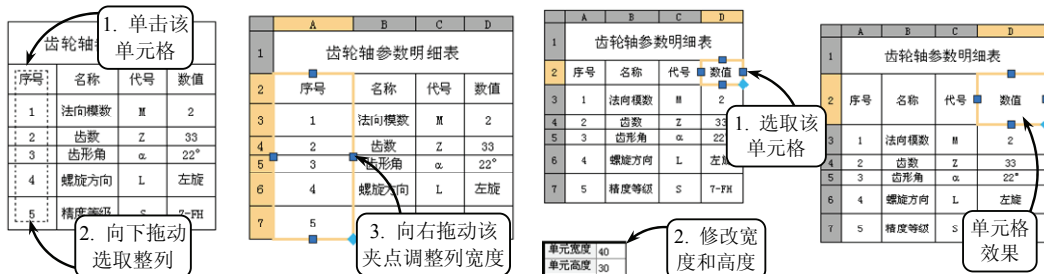 1. 单击该
单元格
齿轮轴参
序号 名称 代号 数值
1 法向模数 M 2
2 齿数 Z 33
3 齿形角 α 22°
4 螺旋方向 L 左旋
5 精度等级 S 7-FH
2. 向下拖动
选取整列
A B C D
1 齿轮轴参数明细表
2 序号 名称 代号 数值
3 1 法向模数 M 2
4 2 齿数 Z 33
5 3 齿形角 α 22°
6 4 螺旋方向 L 左旋
7 5
3. 向右拖动该
夹点调整列宽度
A B C D
1 齿轮轴参数明细表
2 序号 名称 代号 数值
3 1 法向模数 M 2
4 2 齿数 Z 33
5 3 齿形角 α 22°
6 4 螺旋方向 L 左旋
7 5 精度等级 S 7-FH
1. 选取该
单元格
单元宽度 40
单元高度 30
2. 修改宽
度和高度
A B C D
1 齿轮轴参数明细表
2 序号 名称 代号 数值
3 1 法向模数 M 2
4 2 齿数 Z 33
5 3 齿形角 α 22°
6 4 螺旋方向 L 左旋
7 5 精度等级 S
单元格
效果